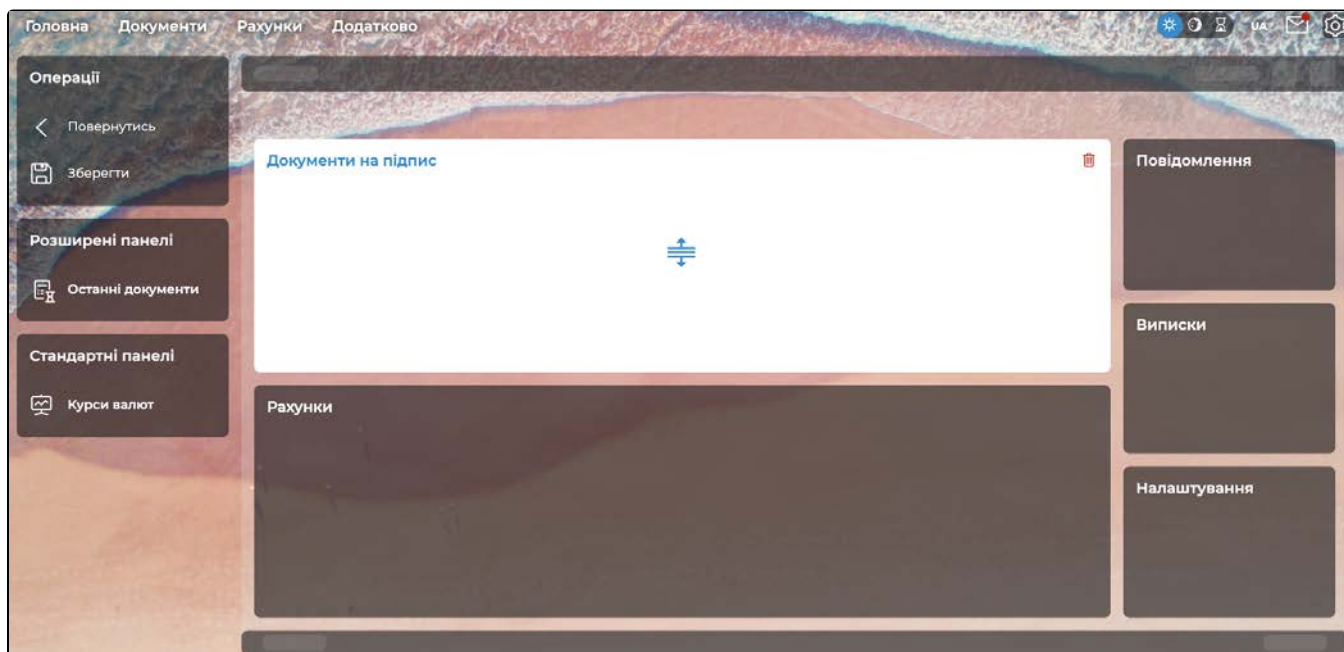 Головна Документи Рахунки Додатково UA
Операції
Повернутись
Зберегти
Розширені панелі
Останні документи
Стандартні панелі
Курси валют
Документи на підпис
Рахунки
Повідомлення
Виписки
Налаштування